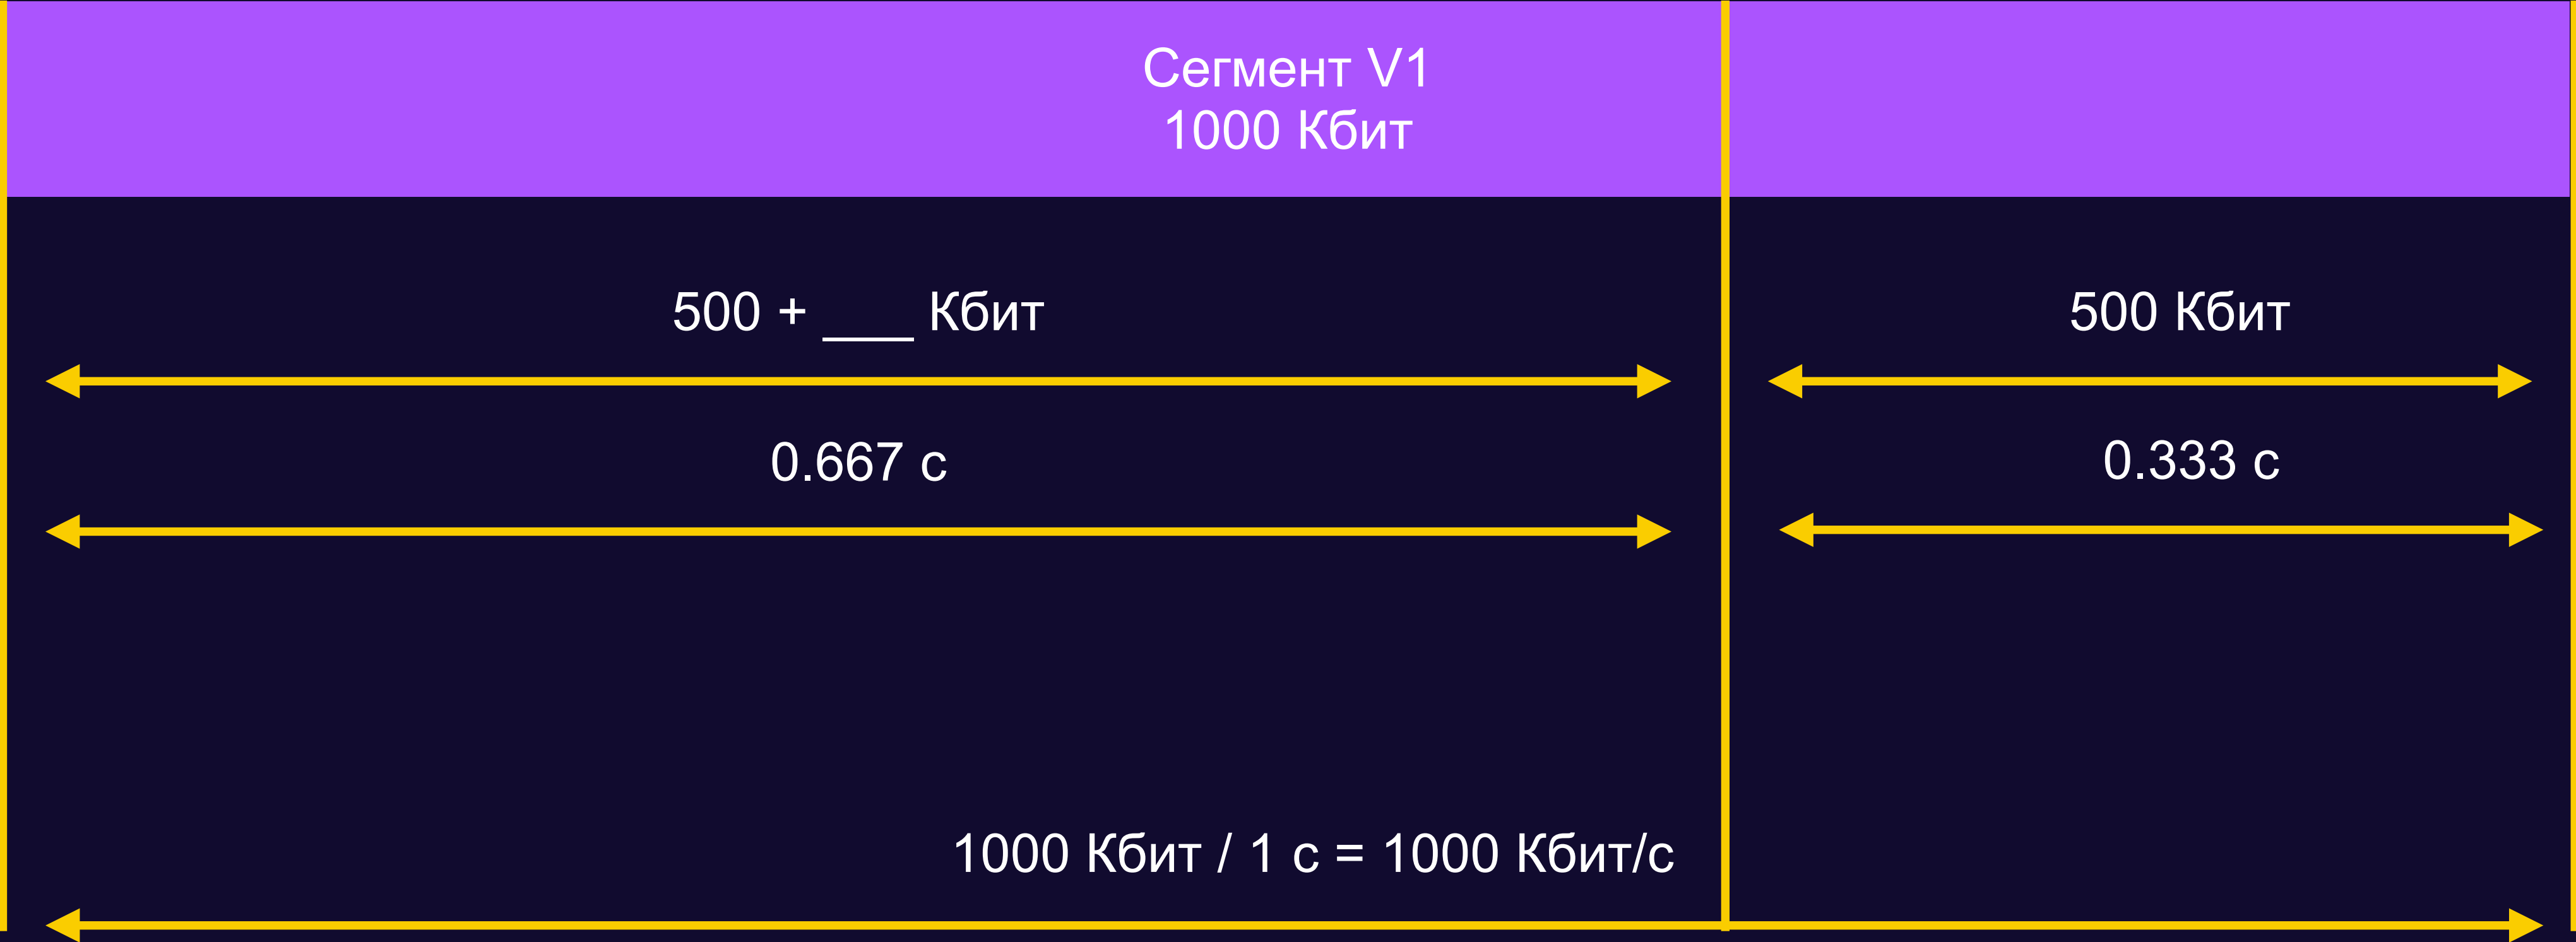 Сегмент V1
1000 Кбит
500 + ___ Кбит
500 Кбит
0.667 с
0.333 с
1000 Кбит / 1 с = 1000 Кбит/с